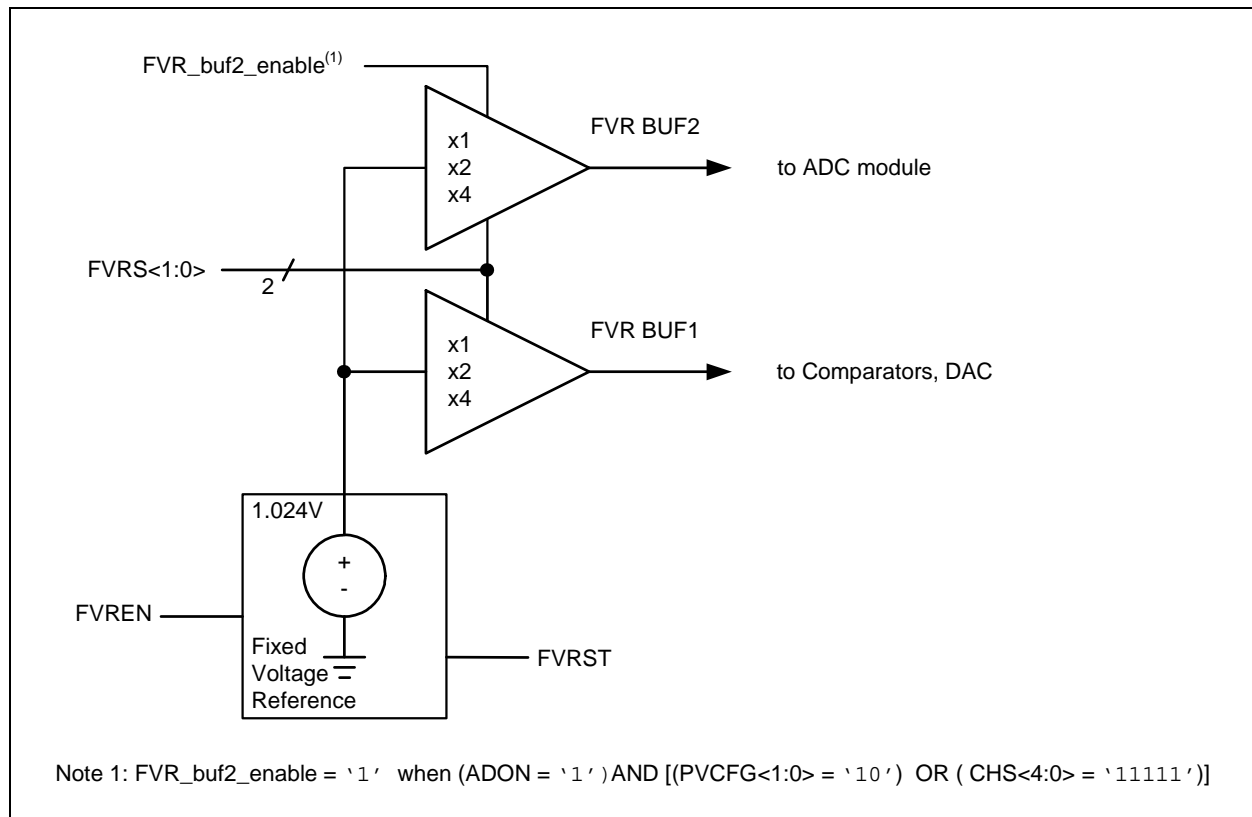 FVR_buf2_enable(1)
FVR BUF2
x1
x2
x4
to ADC module
FVRS<1:0>
2
FVR BUF1
x1
x2
x4
to Comparators, DAC
1.024V
+
-
FVREN
Fixed
Voltage
Reference
FVRST
Note 1: FVR_buf2_enable = ‘1’ when (ADON = ‘1’)AND [(PVCFG<1:0> = ‘10’) OR ( CHS<4:0> = ‘11111’)]